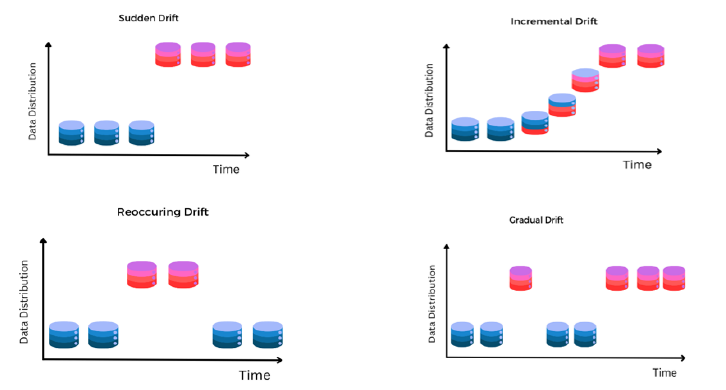 Sudden Drift
Data Distribution
Time
Incremental Drift
Data Distribution
Time
Reoccuring Drift
Data Distribution
Time
Gradual Drift
Data Distribution
Time